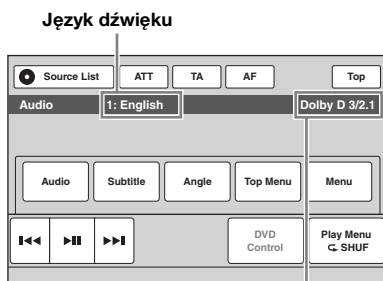 Język dźwięku
Source List ATT TA AF Top
Audio 1: English Dolby D 3/2.1
Audio Subtitle Angle Top Menu Menu
DVD Control Play Menu SHUF